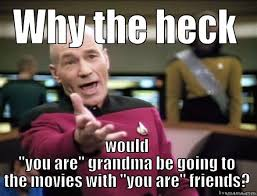 Why the heck
would
"you are" grandma be going to
the movies with "you are" friends?